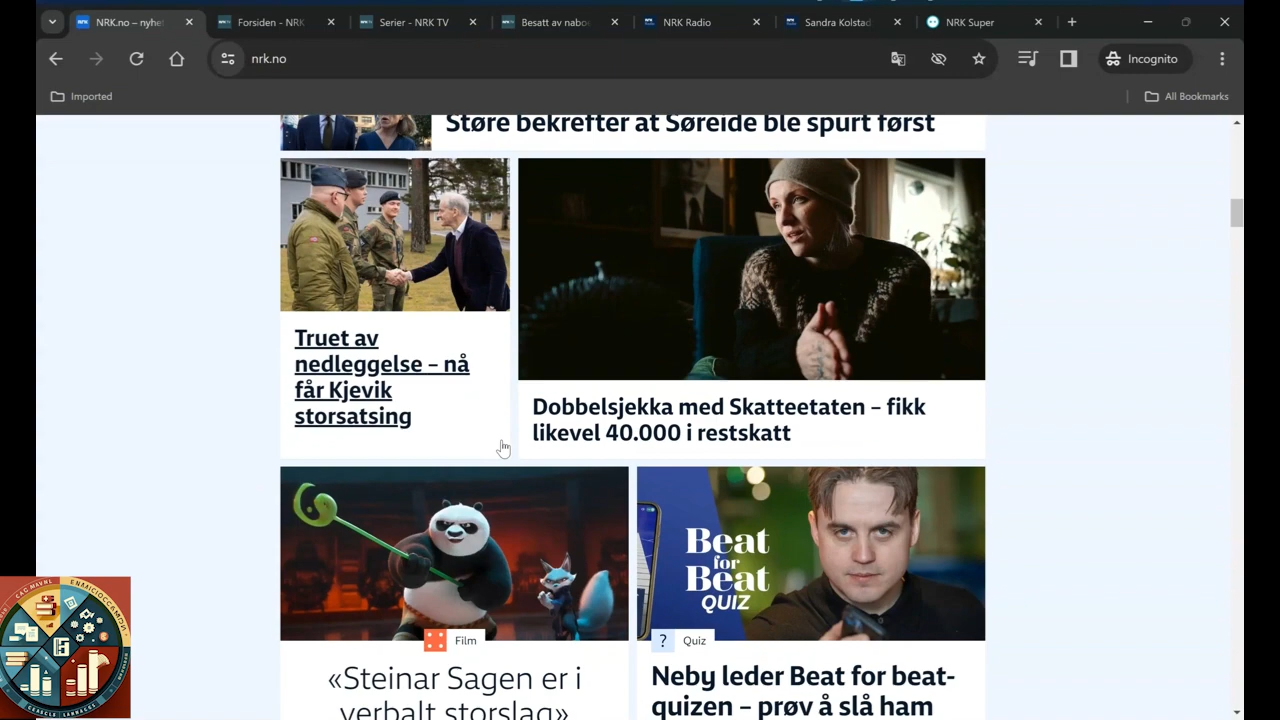 NRK.no – nyhet
Forsiden - NRK
Serier - NRK TV
Besatt av nabo
NRK Radio
Sandra Kolstad
NRK Super
nrk.no
Incognito
Imported
All Bookmarks
Støre bekrefter at Søreide ble spurt først
Truet av
nedleggelse – nå
får Kjevik
storsatsing
Dobbelsjekka med Skatteetaten – fikk
likevel 40.000 i restskatt
Beat
for
Beat
QUIZ
Film
? Quiz
«Steinar Sagen er i
verbalt storslag»
Neby leder Beat for beat-
quizen – prøv å slå ham